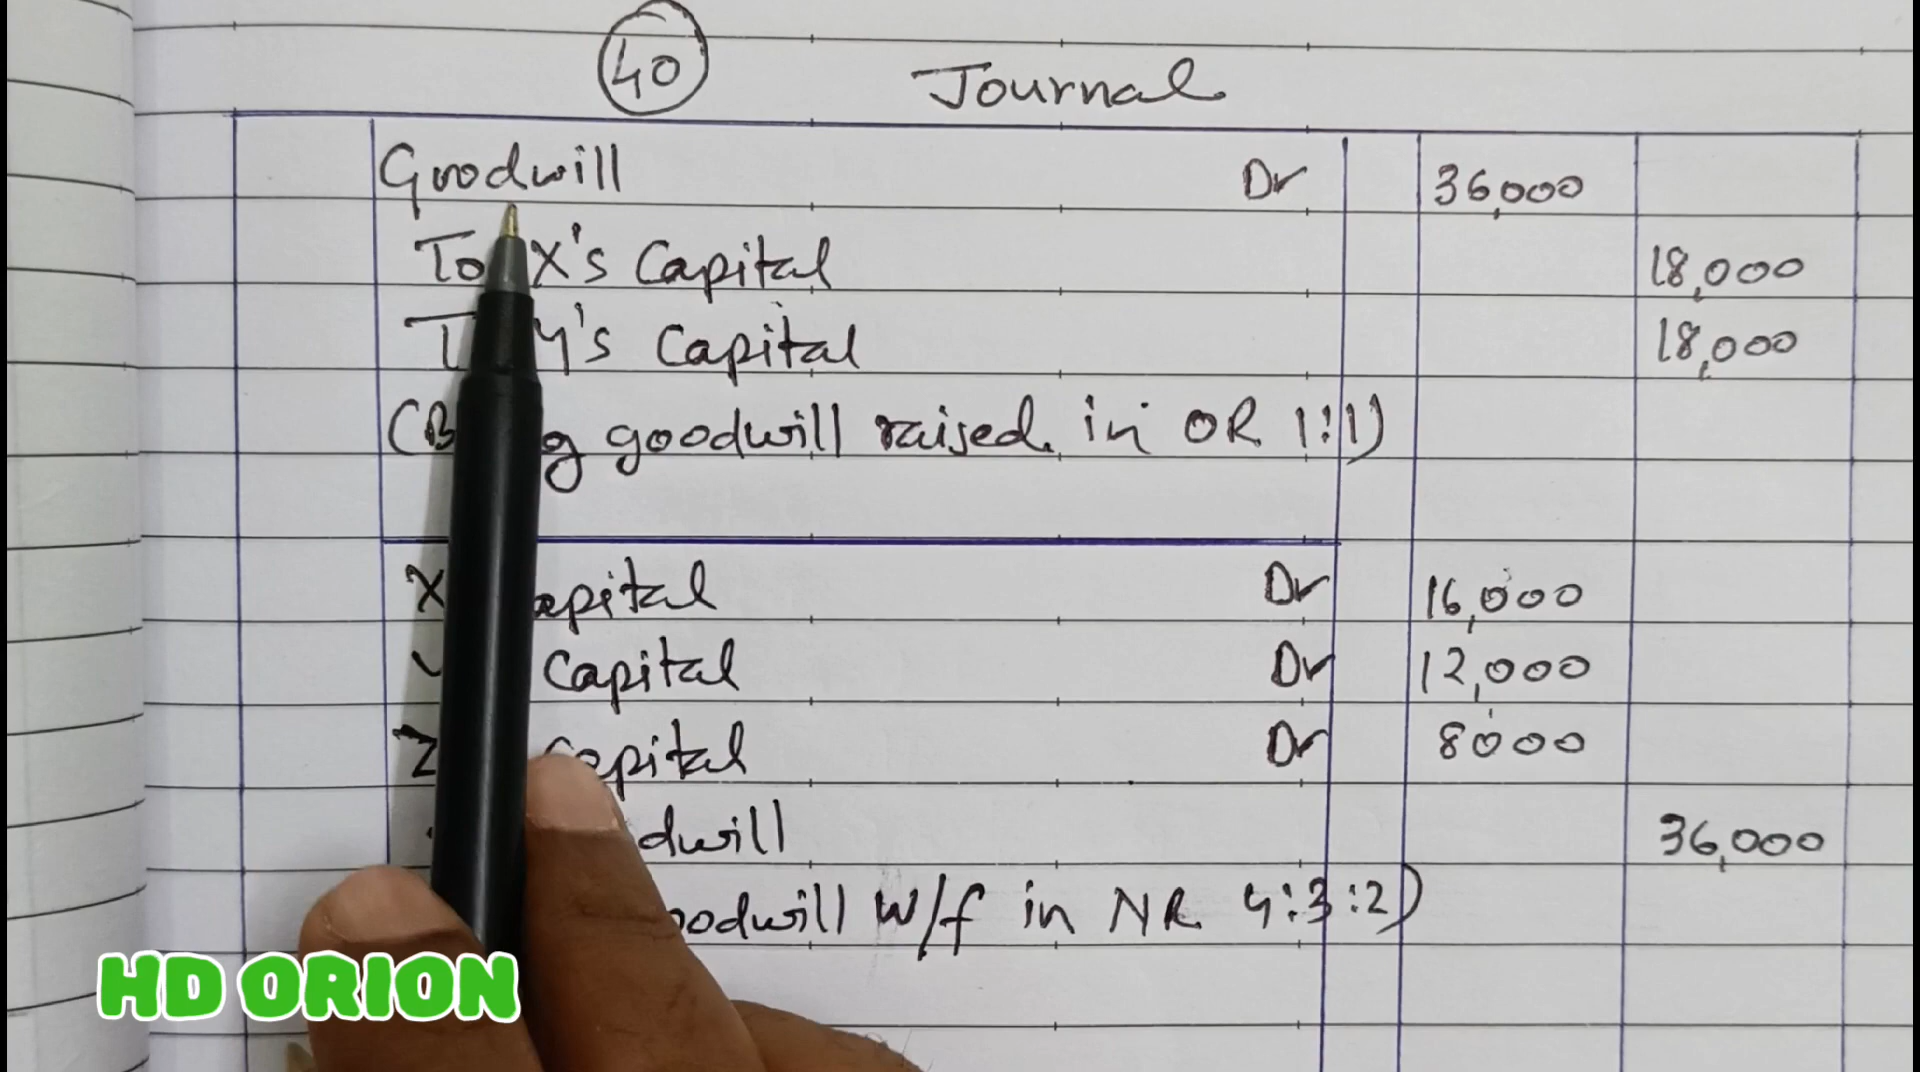 40 Journal
Goodwill Dr 36,000
To X's Capital 18,000
Y's Capital 18,000
goodwill raised in OR 1:1)
X Capital Dr 16,000
Capital Dr 12,000
Z Capital Dr 8000
36,000
goodwill W/f in NR 4:3:2)
HD ORION